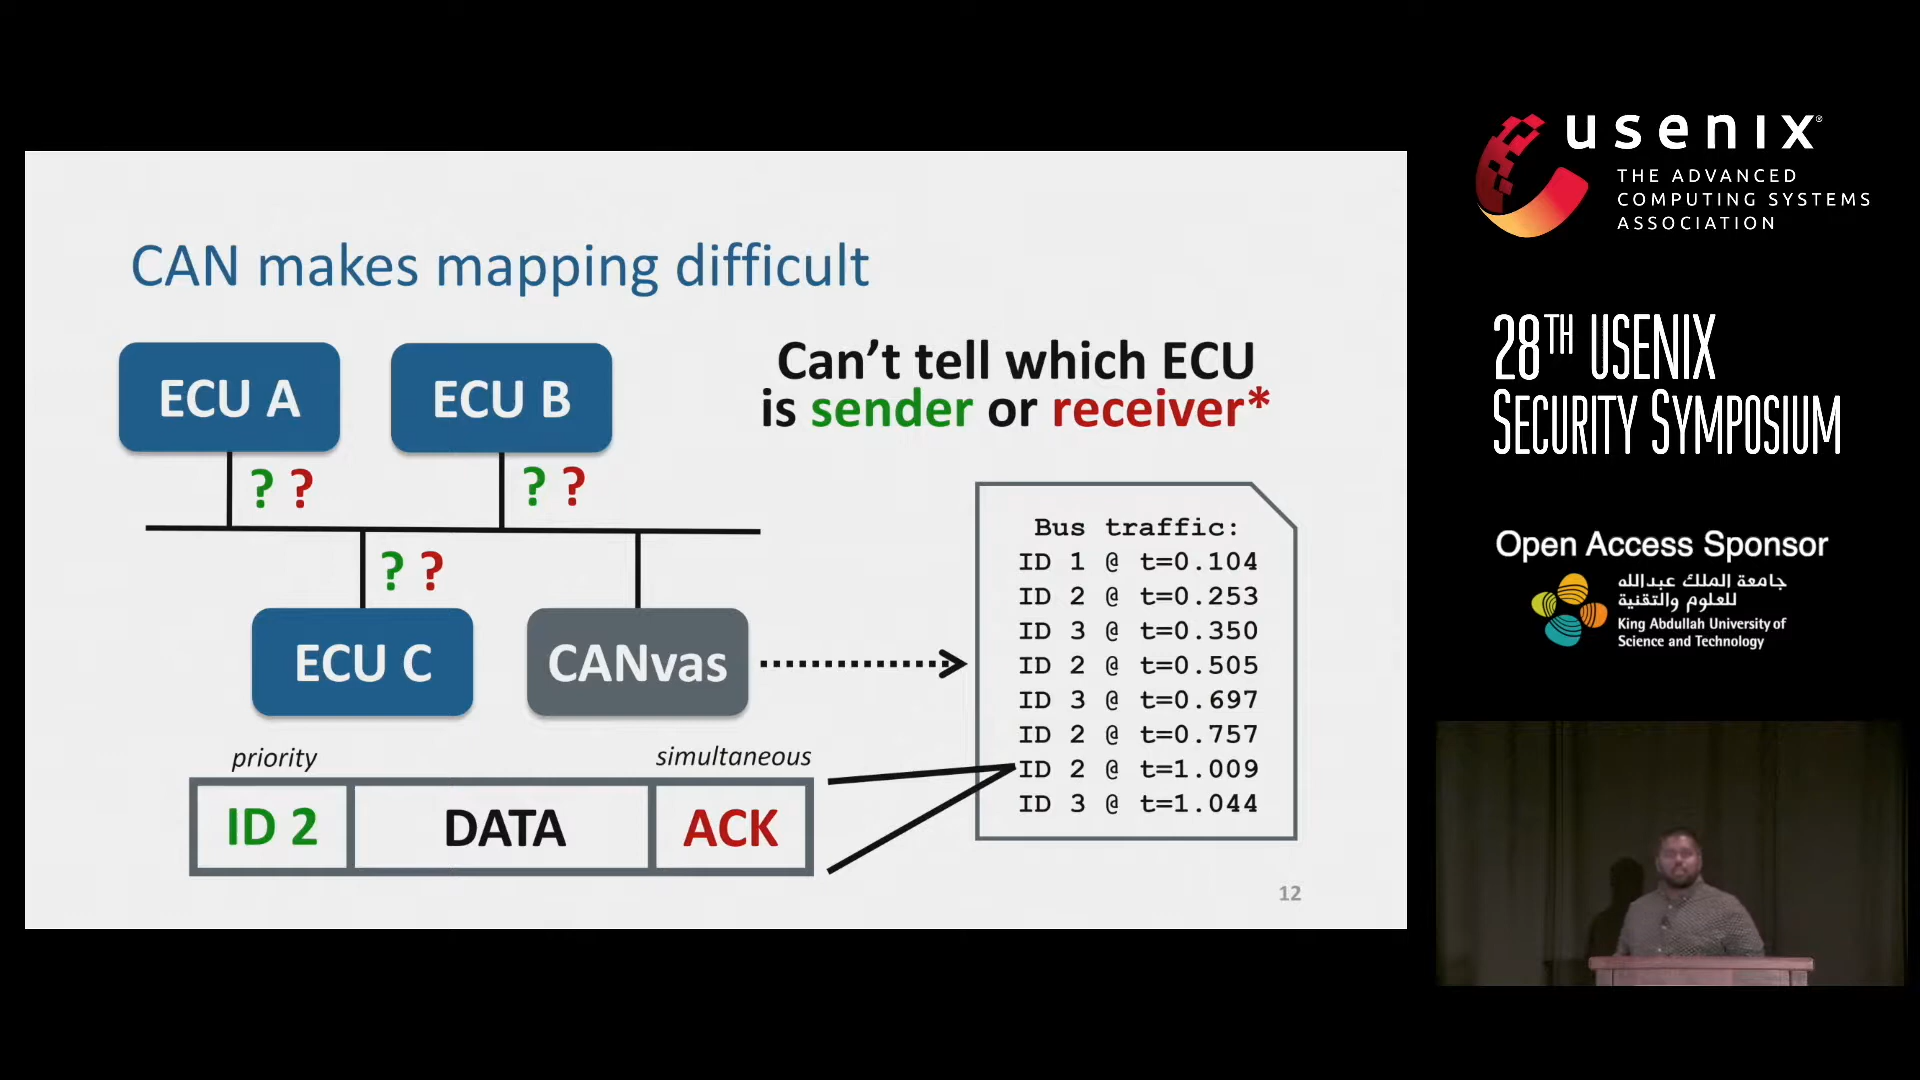 CAN makes mapping difficult
ECU A
ECU B
Can't tell which ECU
is sender or receiver*
? ?
? ?
? ?
ECU C
CANvas
Bus traffic:
ID 1 @ t=0.104
ID 2 @ t=0.253
ID 3 @ t=0.350
ID 2 @ t=0.505
ID 3 @ t=0.697
ID 2 @ t=0.757
ID 2 @ t=1.009
ID 3 @ t=1.044
priority
simultaneous
ID 2
DATA
ACK
12
usenix®
THE ADVANCED
COMPUTING SYSTEMS
ASSOCIATION
28TH USENIX
SECURITY SYMPOSIUM
Open Access Sponsor
جامعة الملك عبدالله
للعلوم والتقنية
King Abdullah University of
Science and Technology